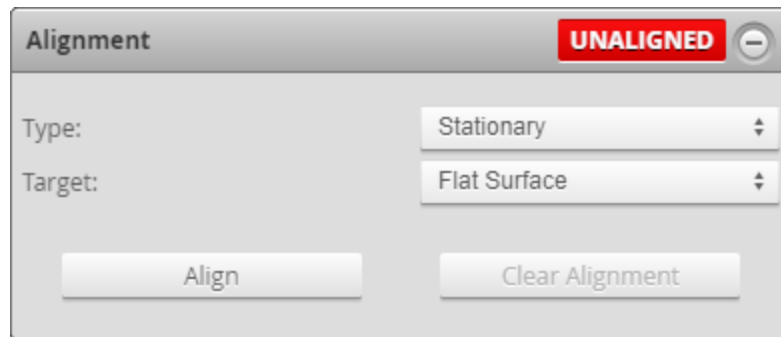 Alignment UNALIGNED
Type: Stationary
Target: Flat Surface
Align Clear Alignment